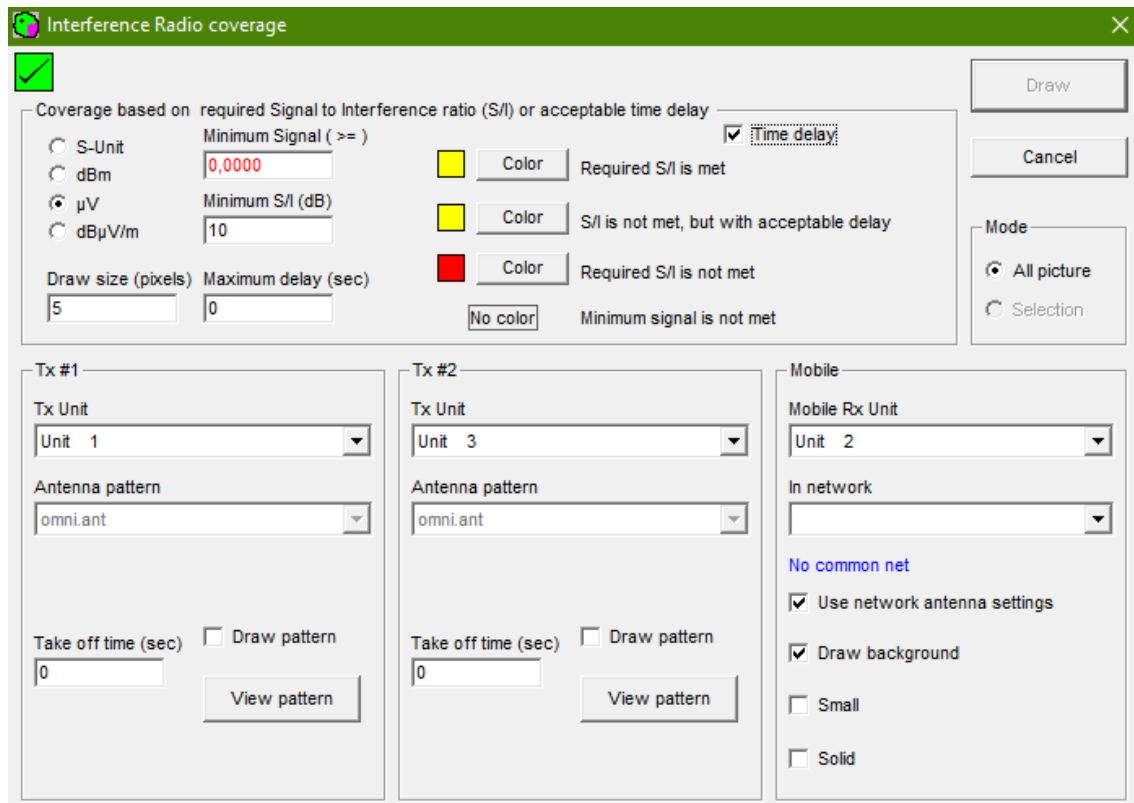 Interference Radio coverage
Draw
Cancel
Coverage based on required Signal to Interference ratio (S/I) or acceptable time delay
S-Unit
dBm
µV
dBµV/m
Minimum Signal ( >= )
0,0000
Minimum S/I (dB)
10
Draw size (pixels)
5
Maximum delay (sec)
0
Time delay
Color Required S/I is met
Color S/I is not met, but with acceptable delay
Color Required S/I is not met
No color Minimum signal is not met
Mode
All picture
Selection
Tx #1
Tx Unit
Unit 1
Antenna pattern
omni.ant
Take off time (sec)
0
Draw pattern
View pattern
Tx #2
Tx Unit
Unit 3
Antenna pattern
omni.ant
Take off time (sec)
0
Draw pattern
View pattern
Mobile
Mobile Rx Unit
Unit 2
In network
No common net
Use network antenna settings
Draw background
Small
Solid